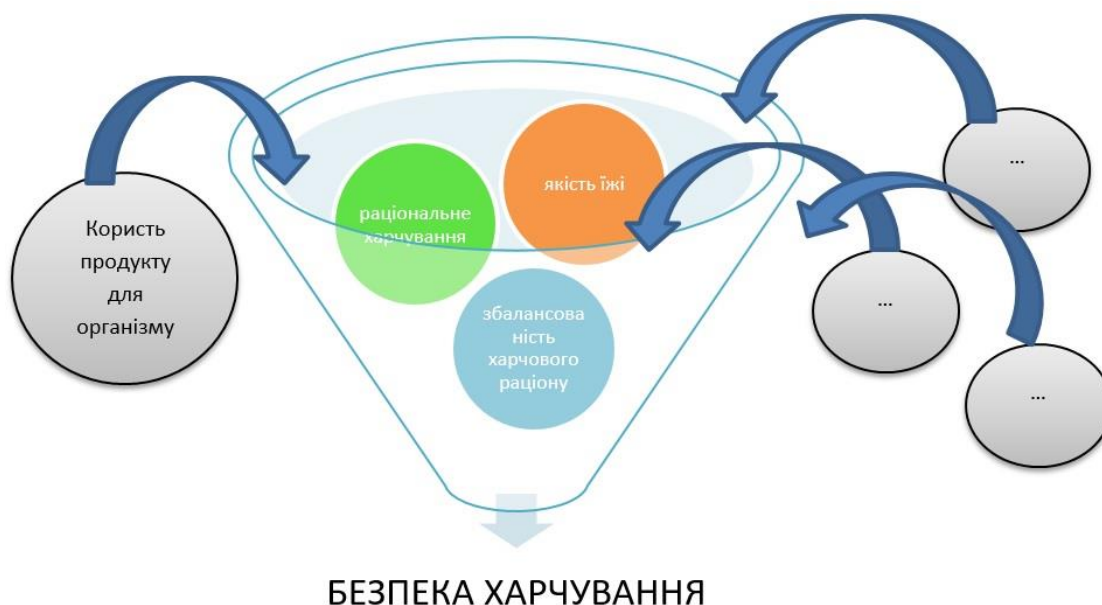 Користь
продукту
для
організму
раціональне
харчування
якість їжі
збалансова
ність
харчового
раціону
...
...
...
БЕЗПЕКА ХАРЧУВАННЯ